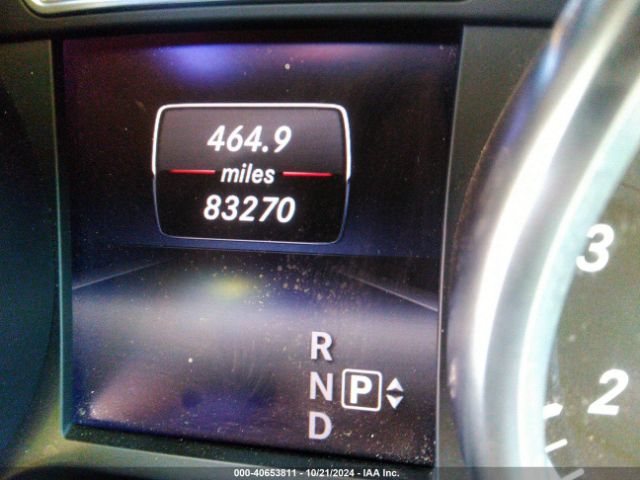 464.9
miles
83270
R
N P
D
3
2
000-40653811 - 10/21/2024 - IAA Inc.